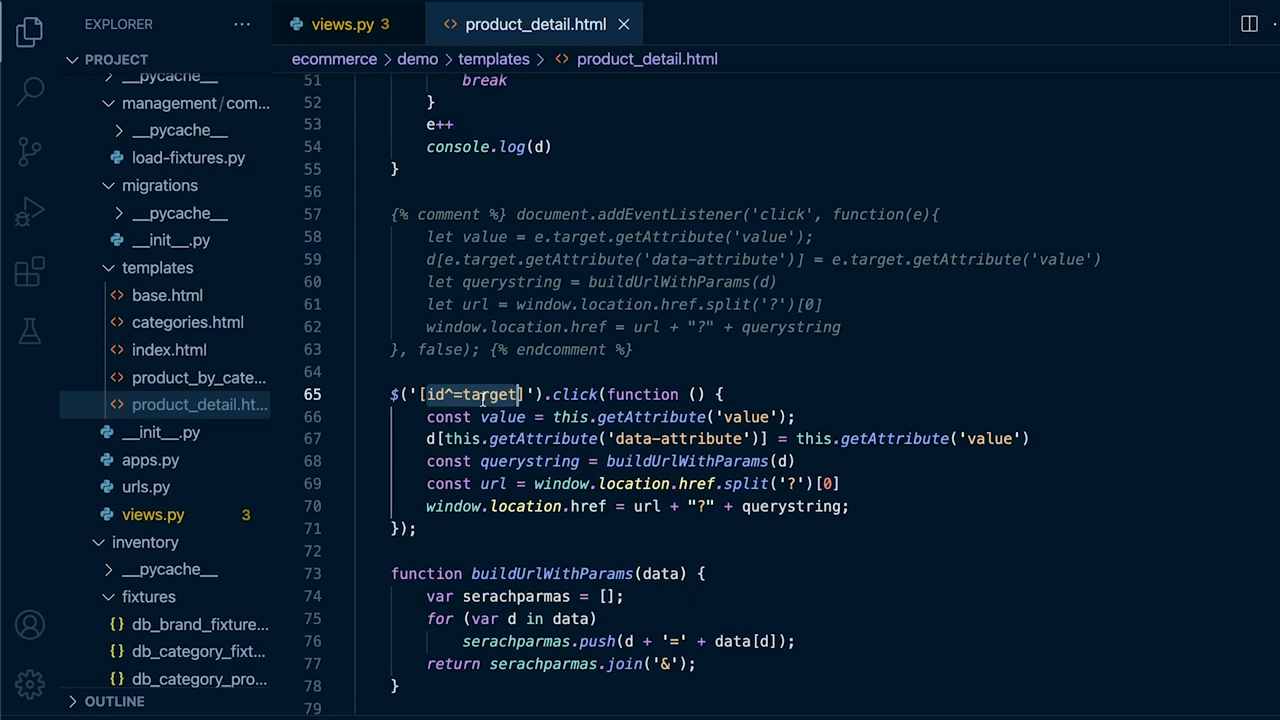 EXPLORER
PROJECT
__pycache__
management/com...
__pycache__
load-fixtures.py
migrations
__pycache__
__init__.py
templates
base.html
categories.html
index.html
product_by_cate...
product_detail.ht...
__init__.py
apps.py
urls.py
views.py 3
inventory
__pycache__
fixtures
db_brand_fixture...
db_category_fixt...
db_category_pro...
OUTLINE
views.py 3
product_detail.html
ecommerce > demo > templates > product_detail.html
51 break
52 }
53 e++
54 console.log(d)
55 }
56
57 {% comment %} document.addEventListener('click', function(e){
58 let value = e.target.getAttribute('value');
59 d[e.target.getAttribute('data-attribute')] = e.target.getAttribute('value')
60 let querystring = buildUrlWithParams(d)
61 let url = window.location.href.split('?')[0]
62 window.location.href = url + "?" + querystring
63 }, false); {% endcomment %}
64
65 $('[id^=target]').click(function () {
66 const value = this.getAttribute('value');
67 d[this.getAttribute('data-attribute')] = this.getAttribute('value')
68 const querystring = buildUrlWithParams(d)
69 const url = window.location.href.split('?')[0]
70 window.location.href = url + "?" + querystring;
71 });
72
73 function buildUrlWithParams(data) {
74 var serachparmas = [];
75 for (var d in data)
76 serachparmas.push(d + '=' + data[d]);
77 return serachparmas.join('&');
78 }
79